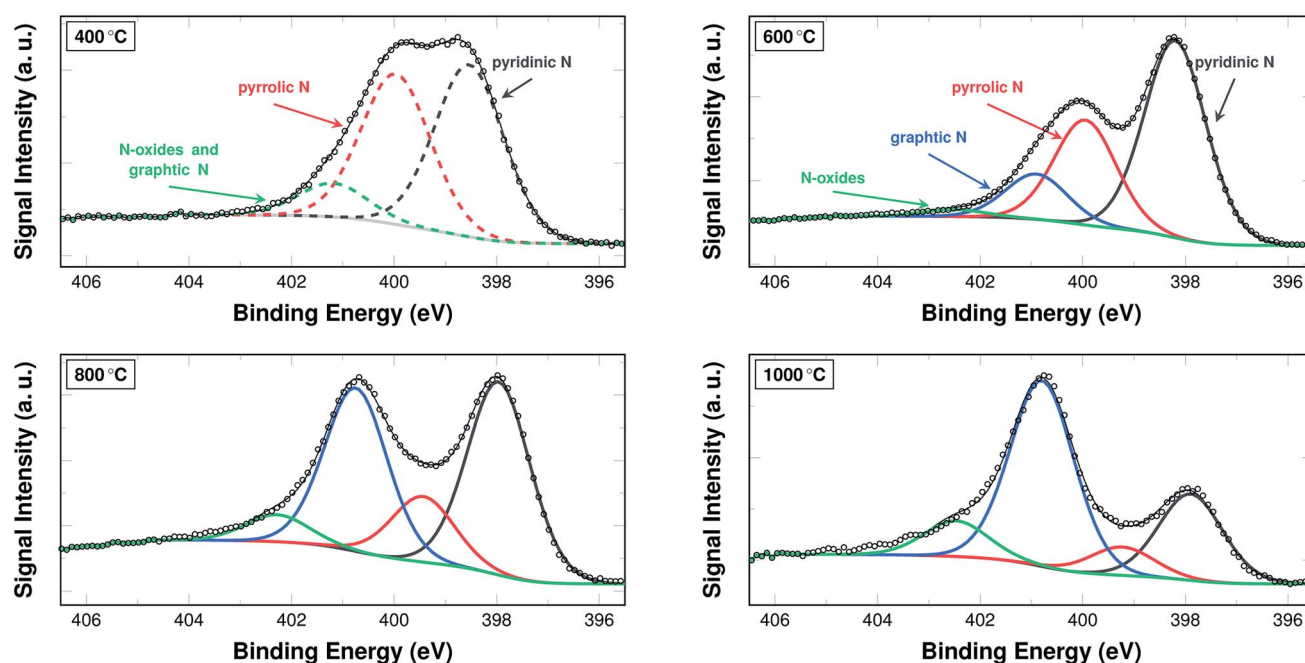 400 °C
pyridinic N
pyrrolic N
N-oxides and
graphtic N
Signal Intensity (a. u.)
406 404 402 400 398 396
Binding Energy (eV)
600 °C
pyridinic N
pyrrolic N
graphtic N
N-oxides
Signal Intensity (a. u.)
406 404 402 400 398 396
Binding Energy (eV)
800 °C
Signal Intensity (a. u.)
406 404 402 400 398 396
Binding Energy (eV)
1000 °C
Signal Intensity (a. u.)
406 404 402 400 398 396
Binding Energy (eV)